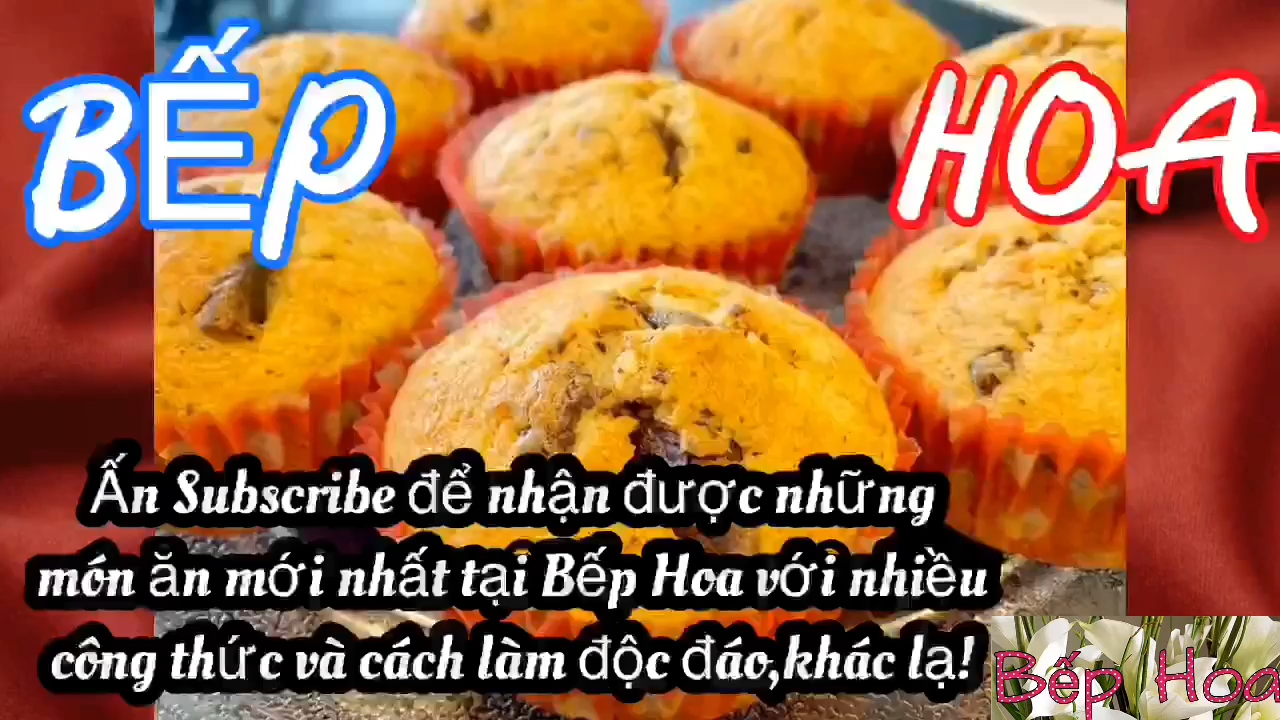 BẾP HOA
Ấn Subscribe để nhận được những
món ăn mới nhất tại Bếp Hoa với nhiều
công thức và cách làm độc đáo,khác lạ!
Bếp Hoa